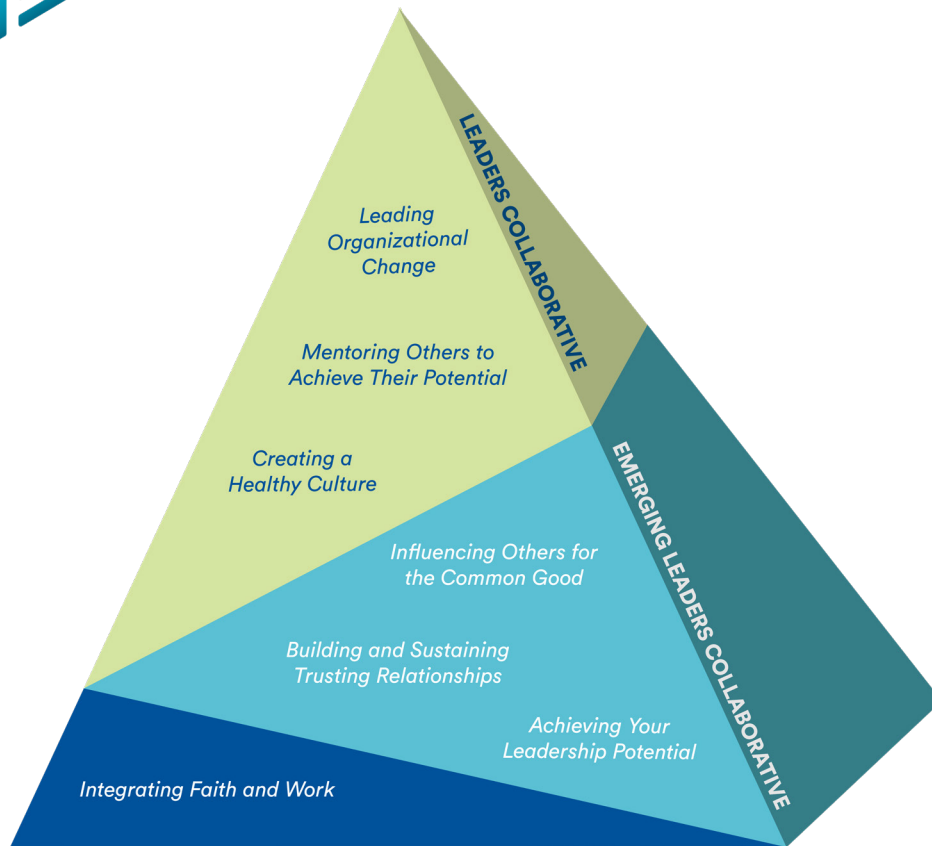 LEADERS COLLABORATIVE
Leading
Organizational
Change
Mentoring Others to
Achieve Their Potential
Creating a
Healthy Culture
EMERGING LEADERS COLLABORATIVE
Influencing Others for
the Common Good
Building and Sustaining
Trusting Relationships
Achieving Your
Leadership Potential
Integrating Faith and Work